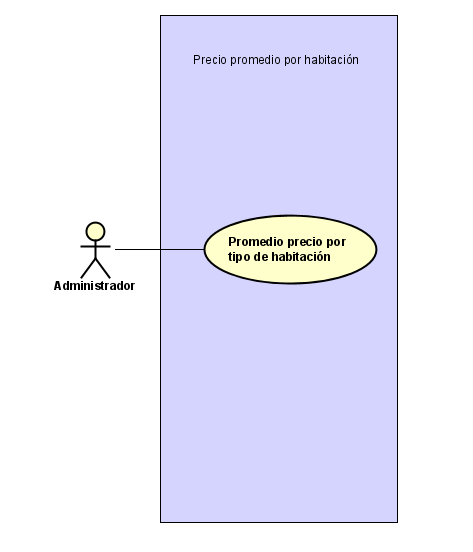 Precio promedio por habitación
Promedio precio por
tipo de habitación
Administrador